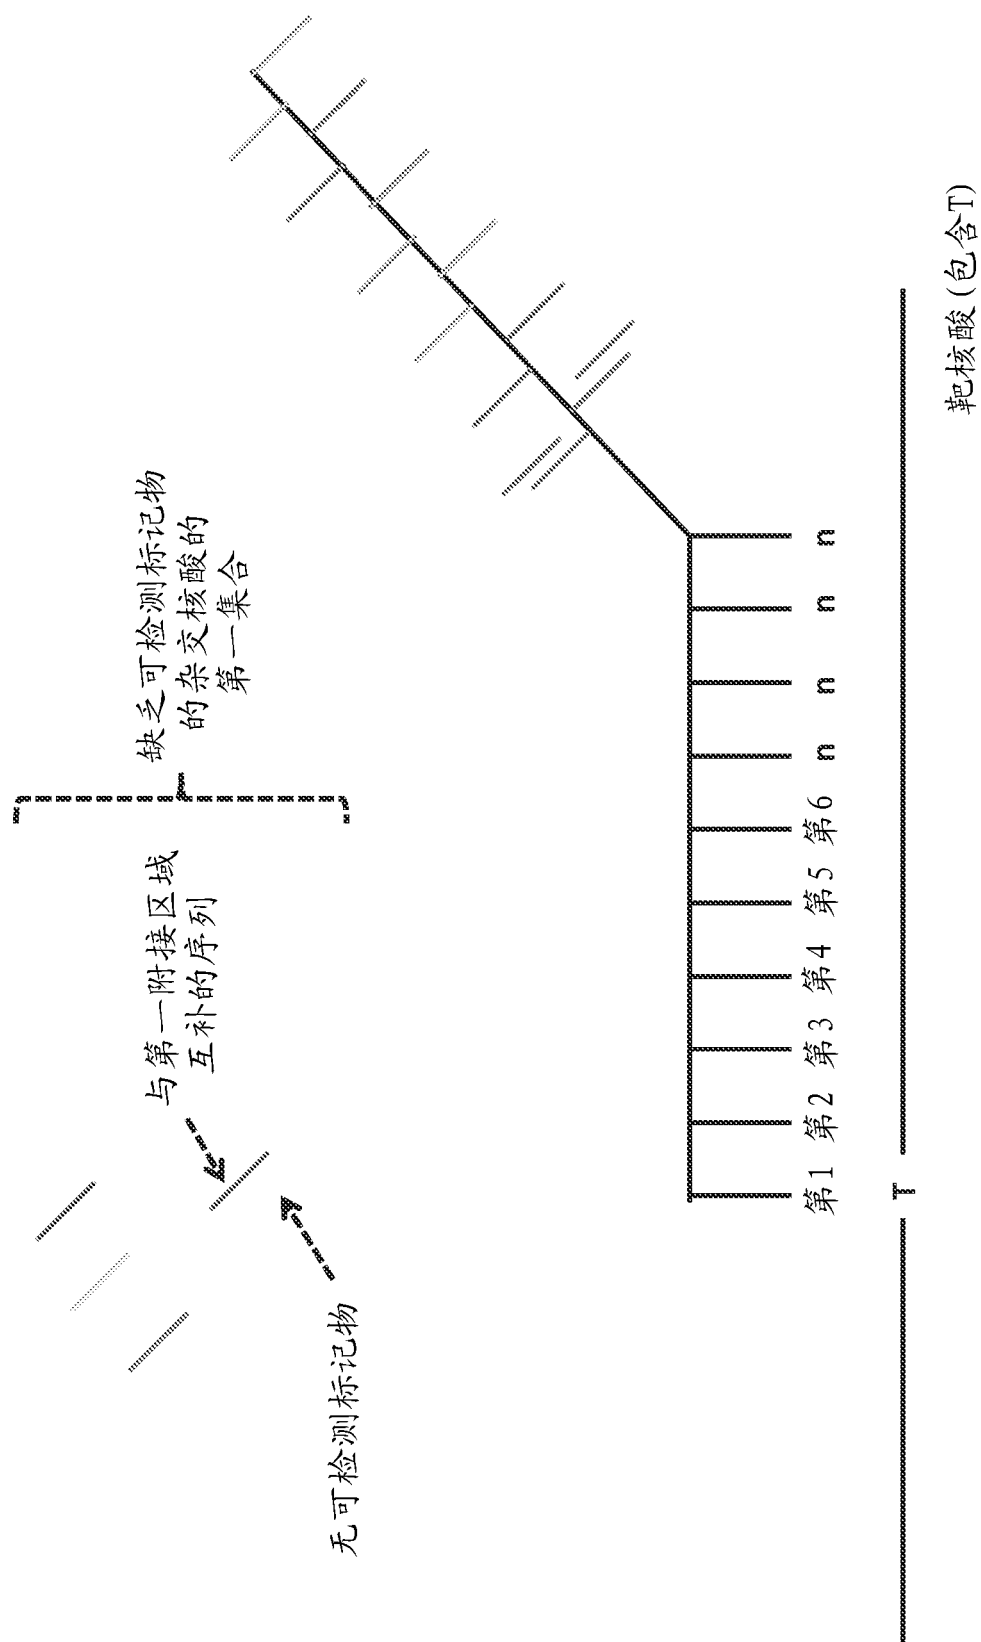 缺乏可检测标记物
的杂交核酸的
第一集合
与第一附接区域
互补的序列
无可检测标记物
第1 第2 第3 第4 第5 第6 n n n n
T
靶核酸(包含T)